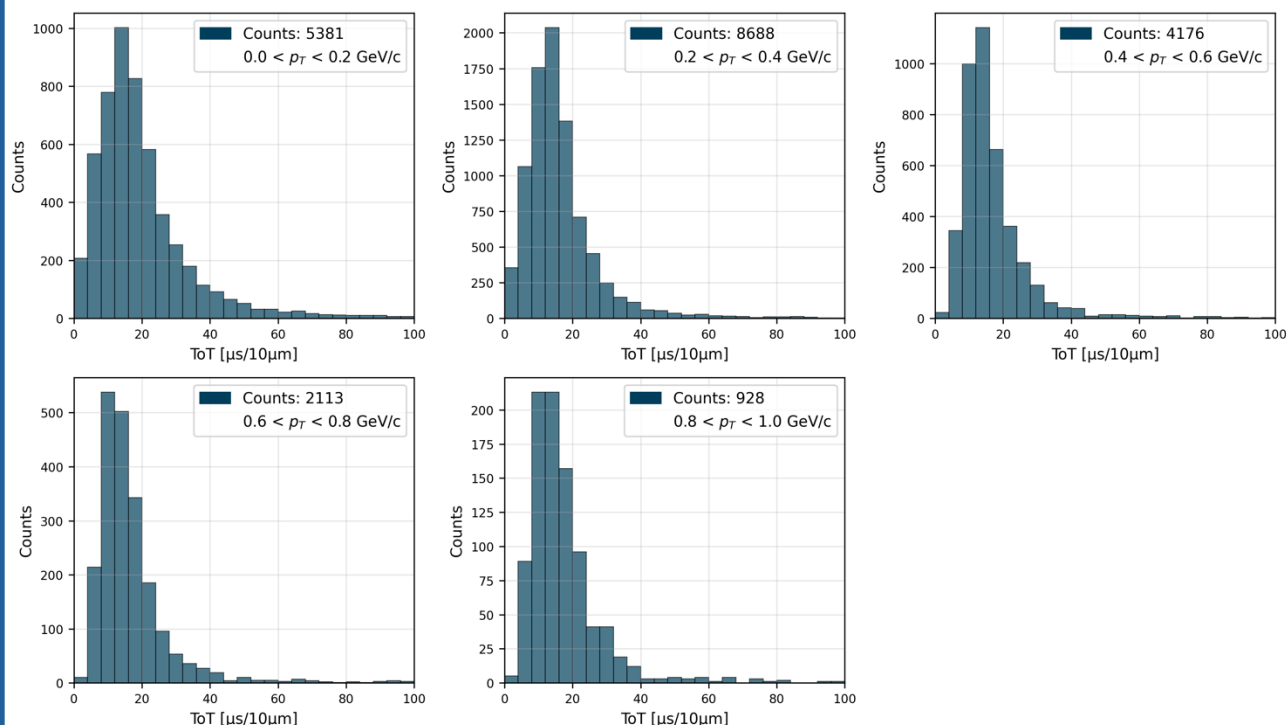 Counts: 5381
0.0 < p_T < 0.2 GeV/c
Counts
1000
800
600
400
200
0
0 20 40 60 80 100
ToT [µs/10µm]
Counts: 8688
0.2 < p_T < 0.4 GeV/c
Counts
2000
1750
1500
1250
1000
750
500
250
0
0 20 40 60 80 100
ToT [µs/10µm]
Counts: 4176
0.4 < p_T < 0.6 GeV/c
Counts
1000
800
600
400
200
0
0 20 40 60 80 100
ToT [µs/10µm]
Counts: 2113
0.6 < p_T < 0.8 GeV/c
Counts
500
400
300
200
100
0
0 20 40 60 80 100
ToT [µs/10µm]
Counts: 928
0.8 < p_T < 1.0 GeV/c
Counts
200
175
150
125
100
75
50
25
0
0 20 40 60 80 100
ToT [µs/10µm]